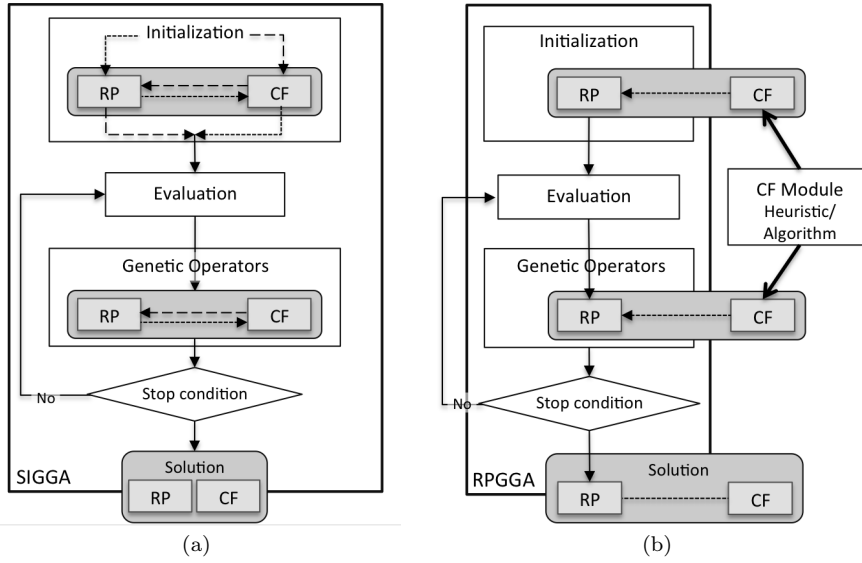 Initialization
RP
CF
Evaluation
Genetic Operators
RP
CF
No
Stop condition
Solution
RP
CF
SIGGA
(a)
Initialization
RP
CF
Evaluation
CF Module
Heuristic/
Algorithm
Genetic Operators
RP
CF
No
Stop condition
Solution
RP
CF
RPGGA
(b)